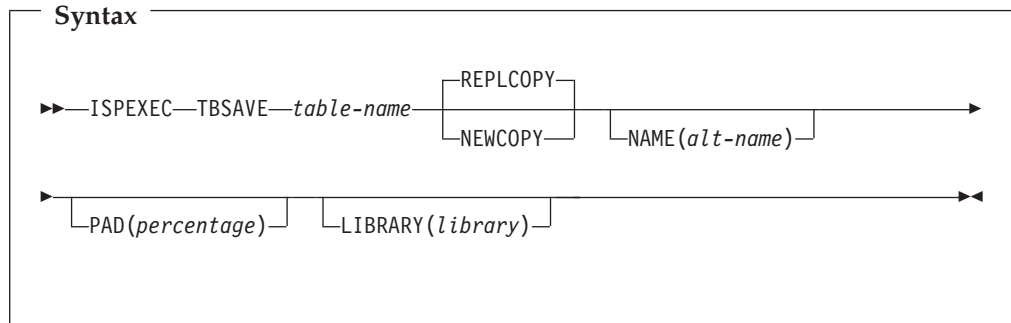 Syntax
REPLCOPY
ISPEXEC TBSAVE table-name
NEWCOPY
NAME(alt-name)
PAD(percentage)
LIBRARY(library)